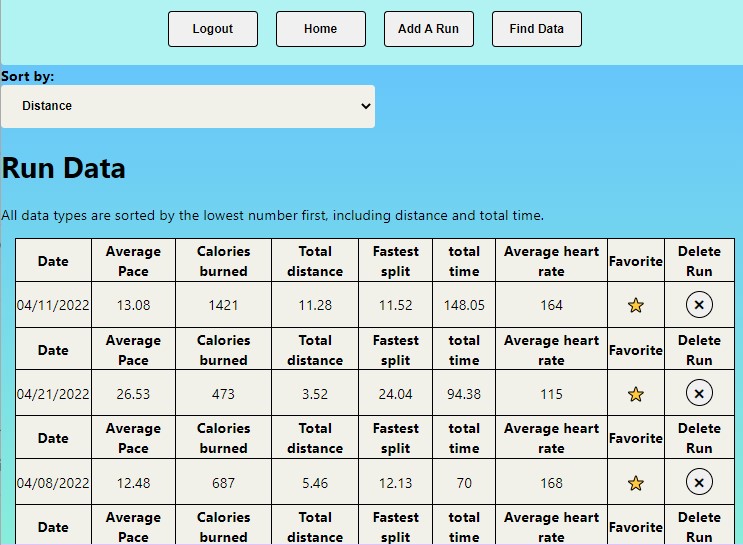 Logout Home Add A Run Find Data
Sort by:
Distance
Run Data
All data types are sorted by the lowest number first, including distance and total time.
Date Average Pace Calories burned Total distance Fastest split total time Average heart rate Favorite Delete Run
04/11/2022 13.08 1421 11.28 11.52 148.05 164
Date Average Pace Calories burned Total distance Fastest split total time Average heart rate Favorite Delete Run
04/21/2022 26.53 473 3.52 24.04 94.38 115
Date Average Pace Calories burned Total distance Fastest split total time Average heart rate Favorite Delete Run
04/08/2022 12.48 687 5.46 12.13 70 168
Date Average Pace Calories burned Total distance Fastest split total time Average heart rate Favorite Delete Run